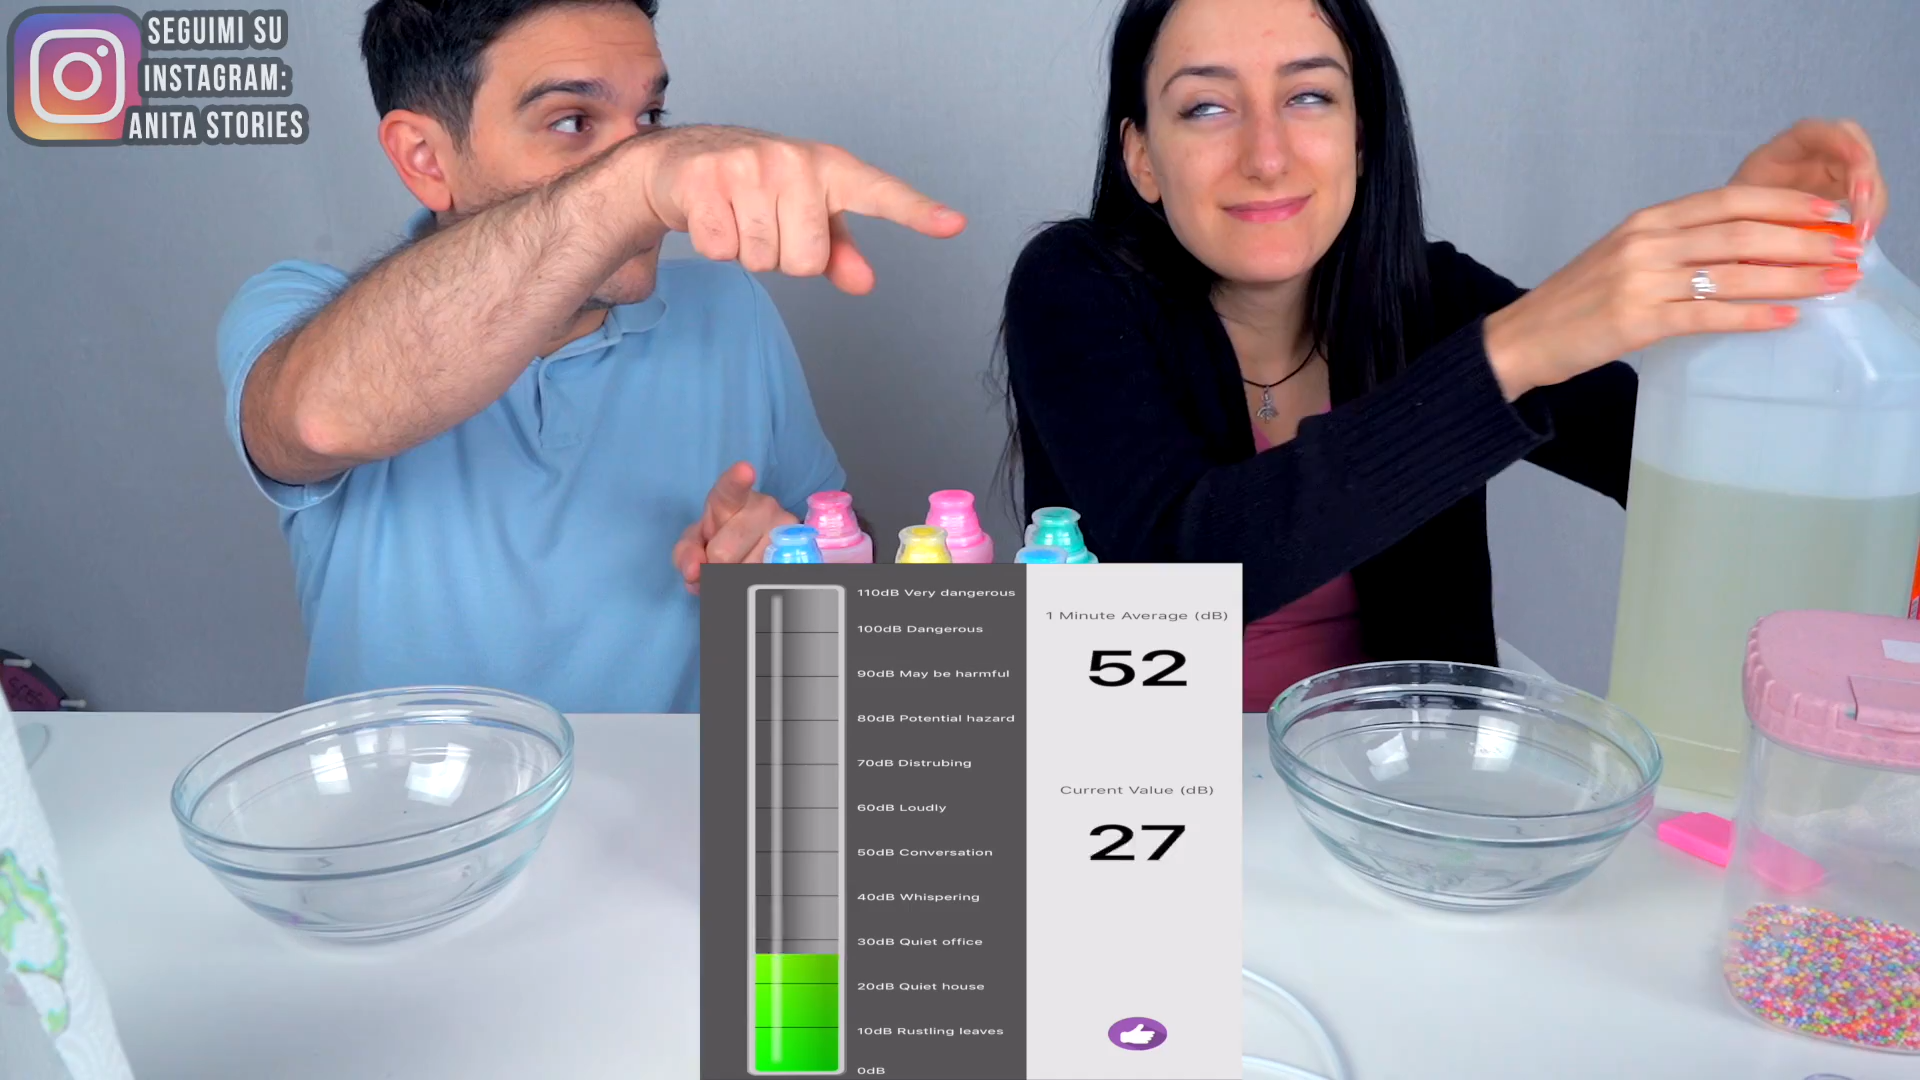 SEGUIMI SU
INSTAGRAM:
ANITA STORIES
110dB Very dangerous
100dB Dangerous
90dB May be harmful
80dB Potential hazard
70dB Distrubing
60dB Loudly
50dB Conversation
40dB Whispering
30dB Quiet office
20dB Quiet house
10dB Rustling leaves
0dB
1 Minute Average (dB)
52
Current Value (dB)
27